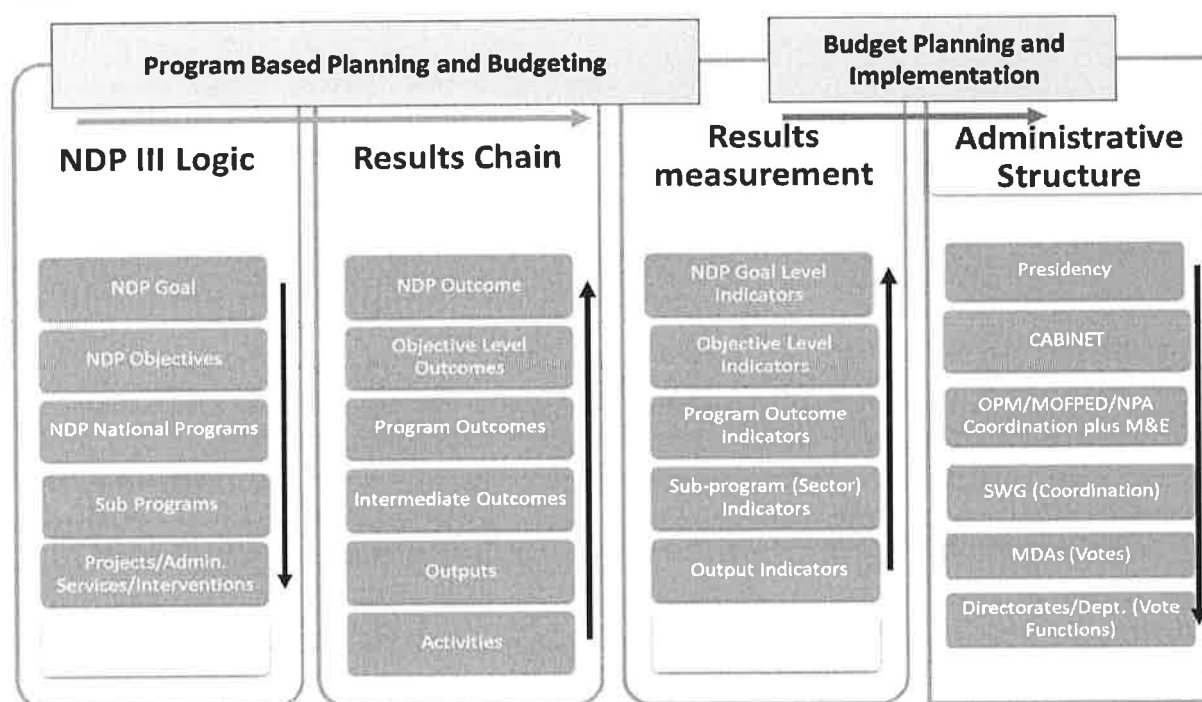 Program Based Planning and Budgeting
Budget Planning and
Implementation
NDP III Logic
NDP Goal
NDP Objectives
NDP National Programs
Sub Programs
Projects/Admin.
Services/Interventions
Results Chain
NDP Outcome
Objective Level
Outcomes
Program Outcomes
Intermediate Outcomes
Outputs
Activities
Results
measurement
NDP Goal Level
Indicators
Objective Level
Indicators
Program Outcome
Indicators
Sub-program (Sector)
Indicators
Output Indicators
Administrative
Structure
Presidency
CABINET
OPM/MOFPED/NPA
Coordination plus M&E
SWG (Coordination)
MDAs (Votes)
Directorates/Dept. (Vote
Functions)